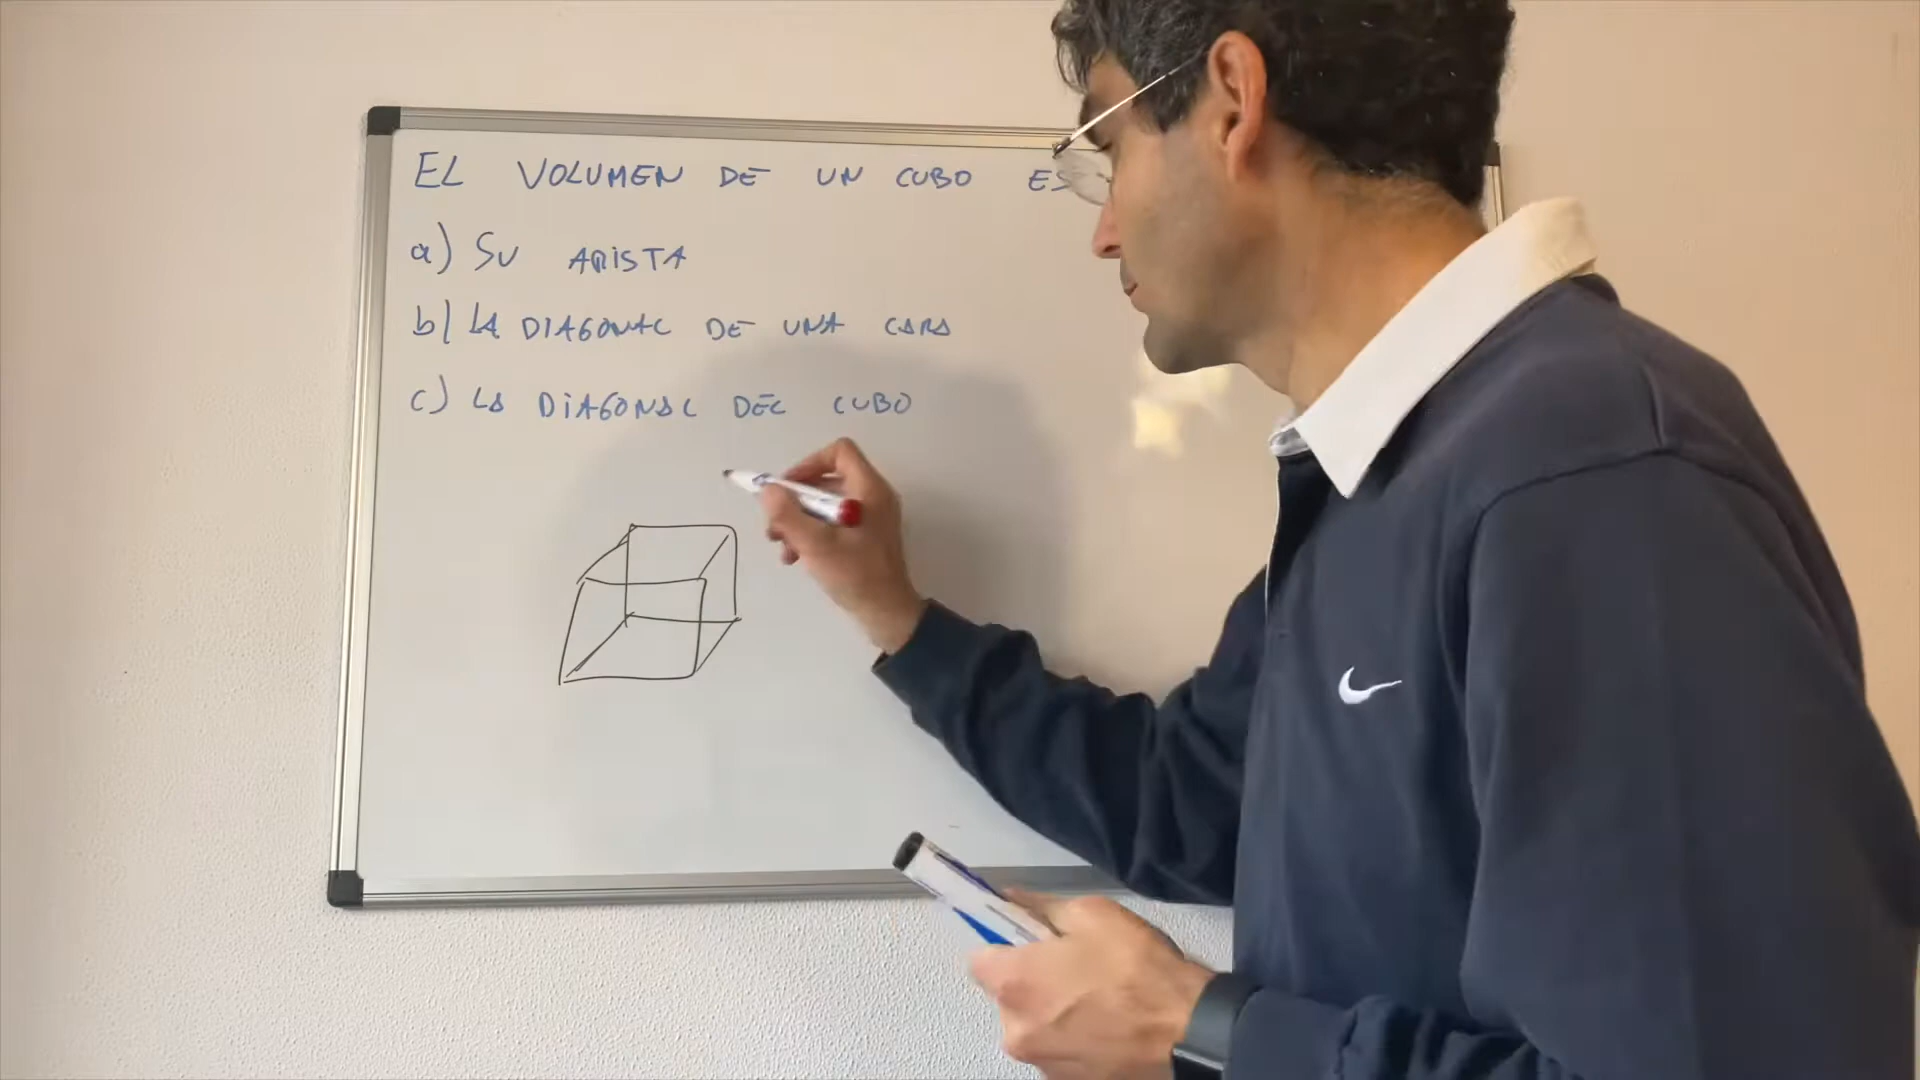 EL VOLUMEN DE UN CUBO ES
a) SU ARISTA
b) LA DIAGONAL DE UNA CARA
c) LA DIAGONAL DEL CUBO